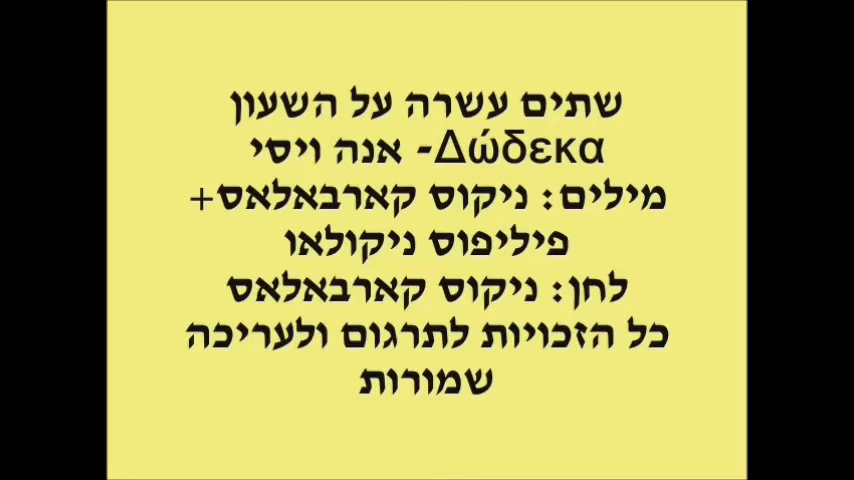 שתים עשרה על השעון
Δώδεκα- אנה ויסי
מילים: ניקוס קארבאלאס+
פיליפוס ניקולאו
לחן: ניקוס קארבאלאס
כל הזכויות לתרגום ולעריכה
שמורות